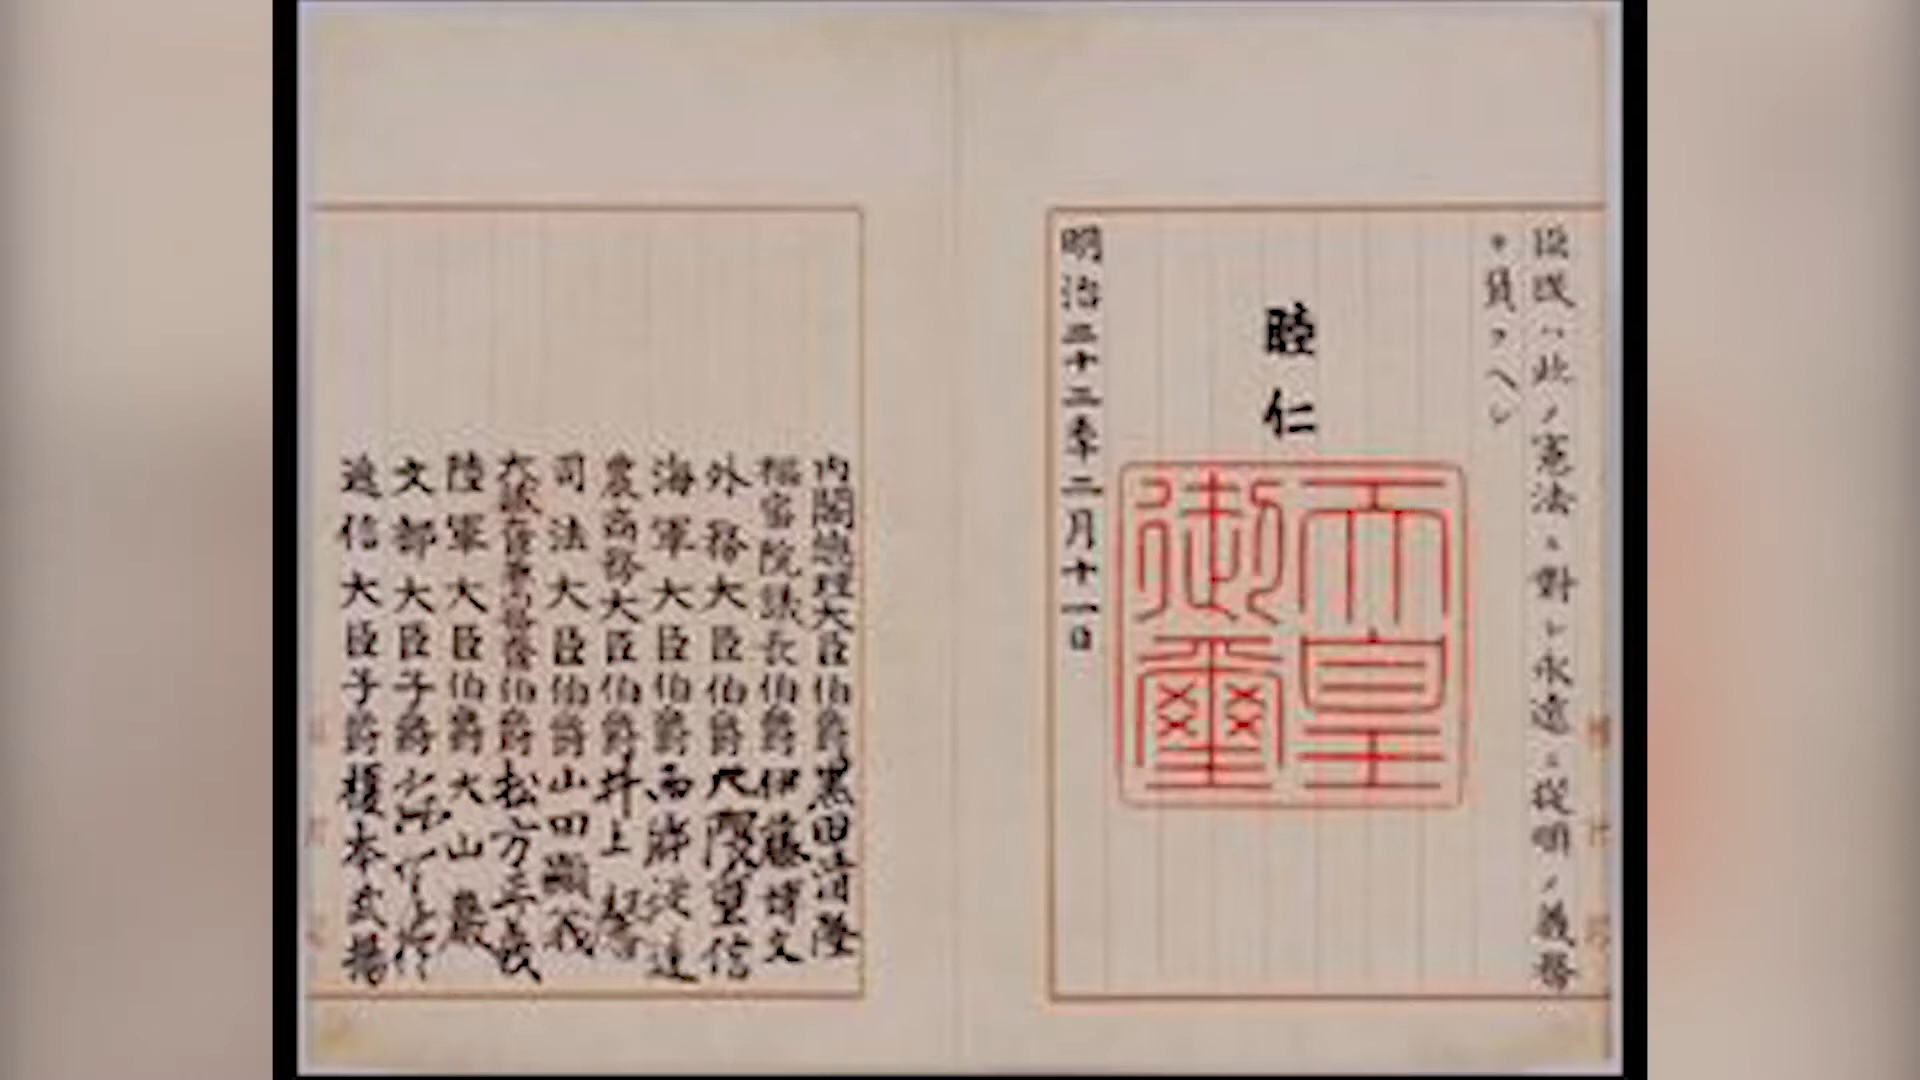 臣民ハ此ノ憲法ニ對シ永遠ニ從順ノ義務
ヲ負フヘシ
睦仁
天皇
御璽
明治二十二年二月十一日
内閣總理大臣伯爵黒田清隆
樞密院議長伯爵伊藤博文
外務大臣伯爵大隈重信
海軍大臣伯爵西郷從道
農商務大臣伯爵井上馨
司法大臣伯爵山田顯義
大藏大臣兼内務大臣伯爵松方正義
陸軍大臣伯爵大山巖
文部大臣子爵
遞信大臣子爵榎本武揚